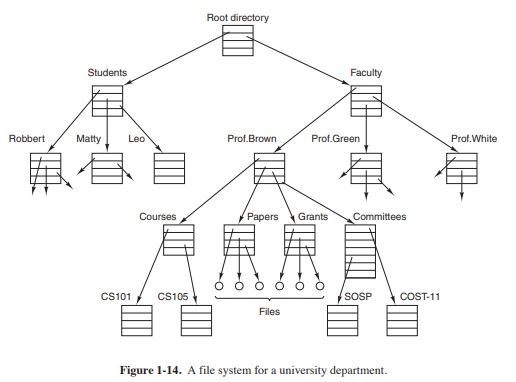 Root directory
Students
Faculty
Robbert
Matty
Leo
Prof.Brown
Prof.Green
Prof.White
Courses
Papers
Grants
Committees
CS101
CS105
Files
SOSP
COST-11
Figure 1-14. A file system for a university department.